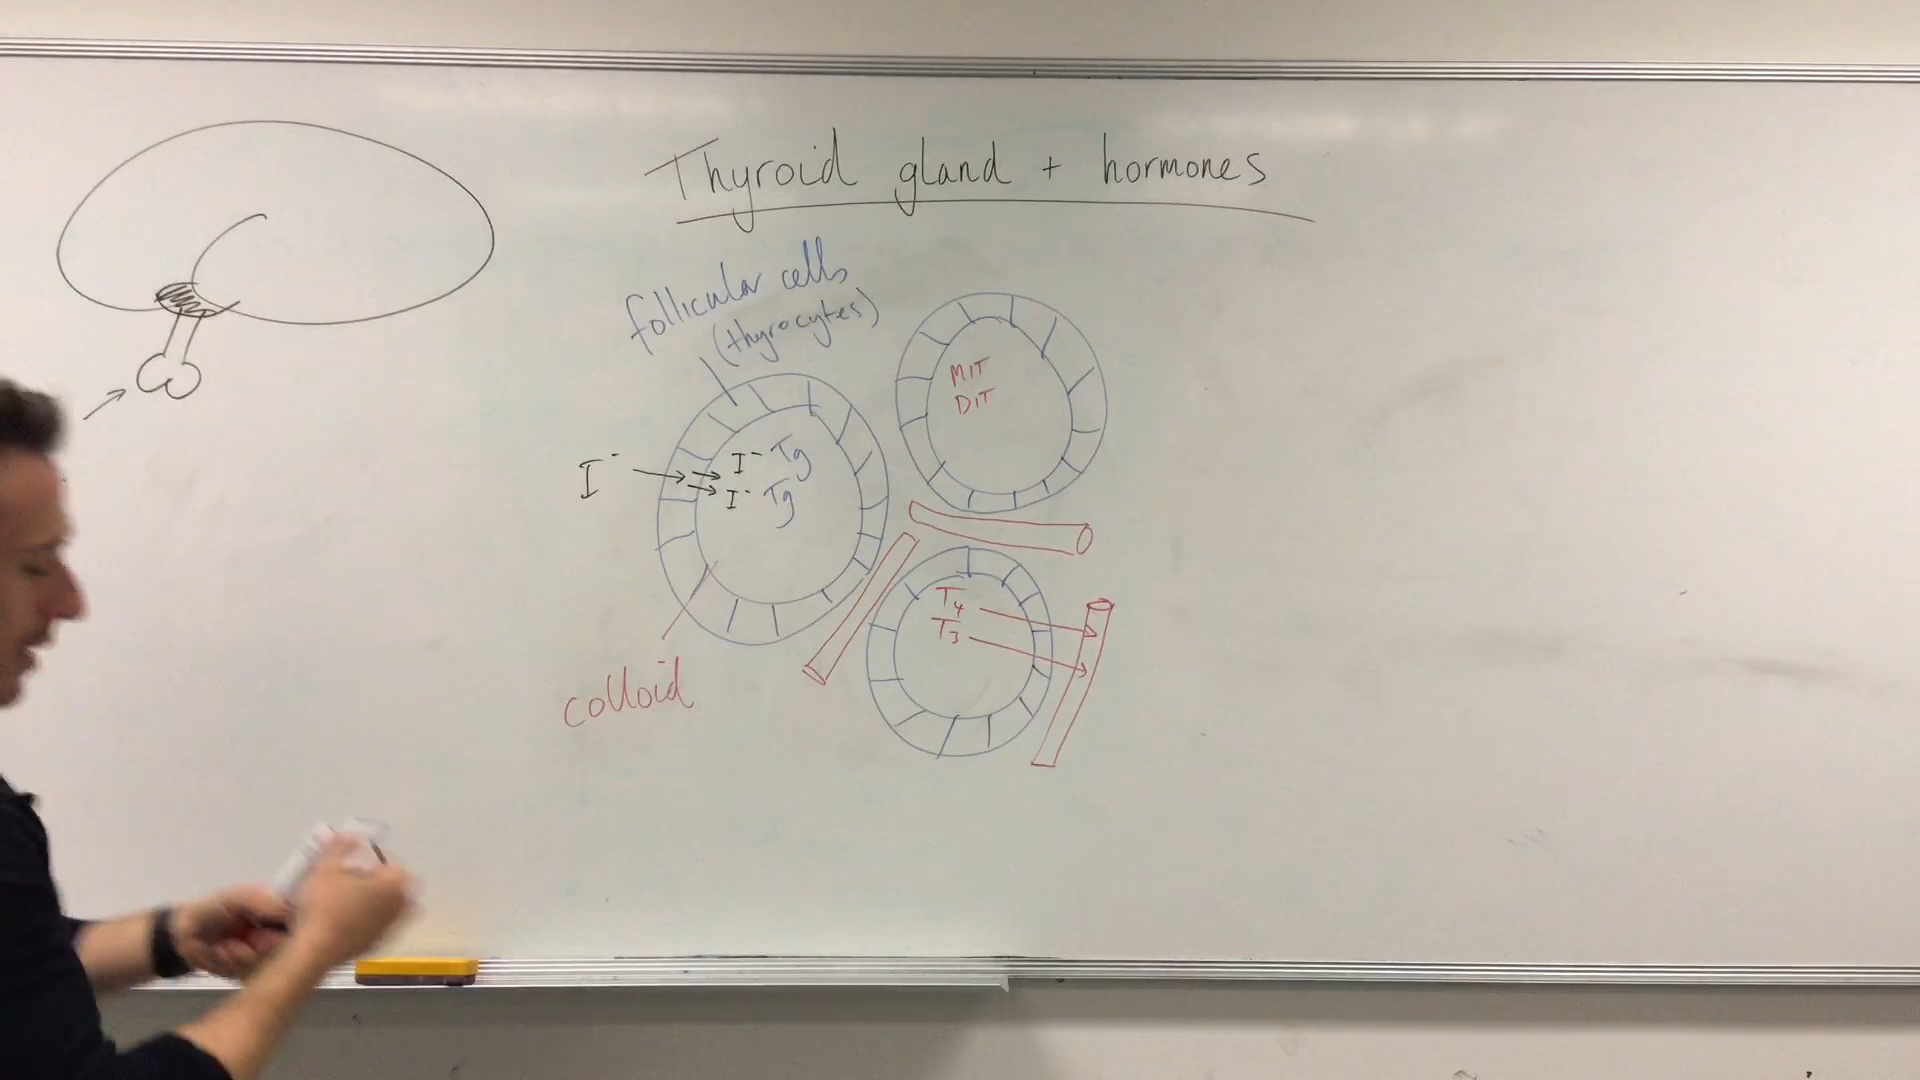 Thyroid gland + hormones
follicular cells
(thyrocytes)
MIT
DIT
I⁻
I⁻ Tg
I⁻ Tg
T₄
T₃
colloid